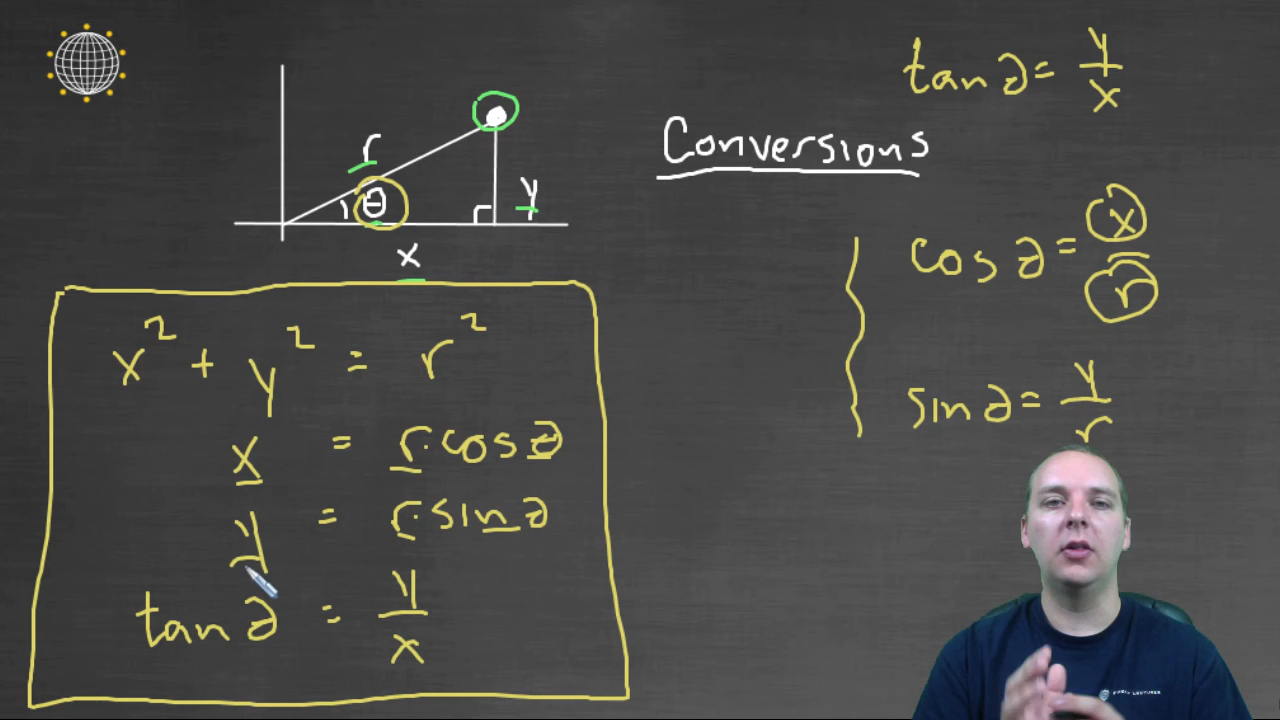 tan ∂ = y/x
Conversions
r
θ
y
x
cos ∂ = x/r
sin ∂ = y/r
x² + y² = r²
x = r·cos ∂
y = r·sin ∂
tan ∂ = y/x